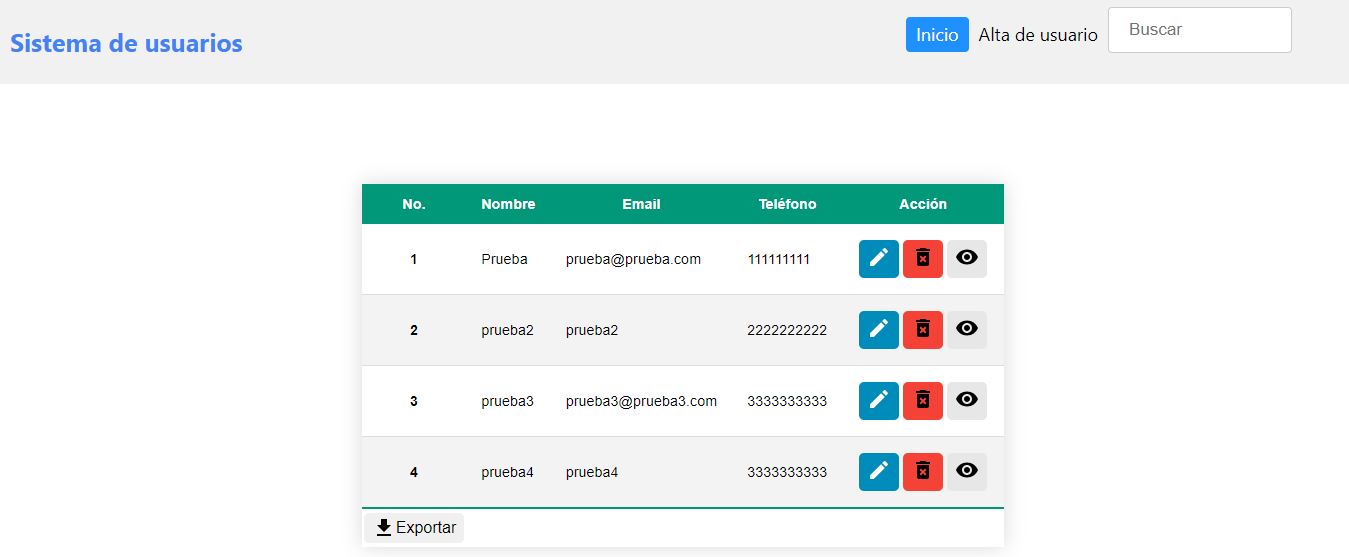 Sistema de usuarios
Inicio Alta de usuario Buscar
No. Nombre Email Teléfono Acción
1 Prueba prueba@prueba.com 111111111
2 prueba2 prueba2 2222222222
3 prueba3 prueba3@prueba3.com 3333333333
4 prueba4 prueba4 3333333333
Exportar